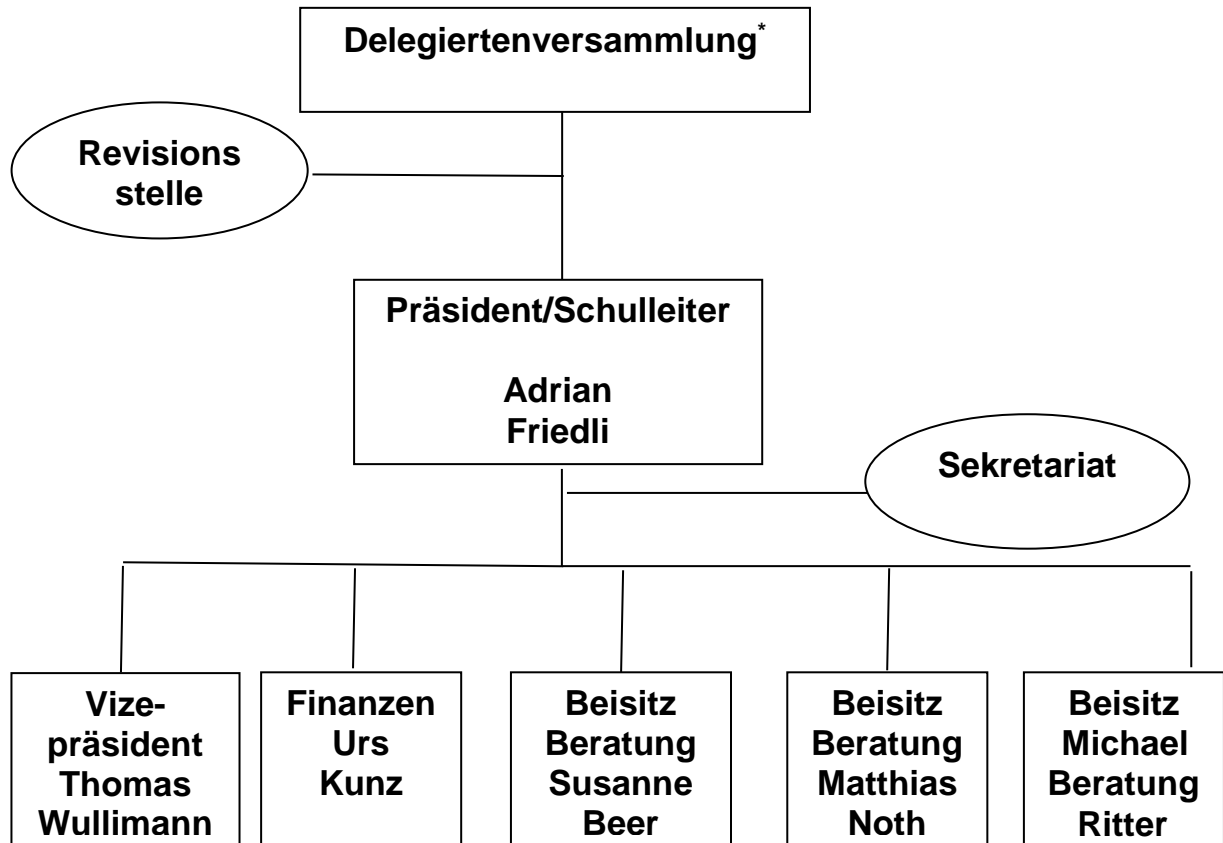 Delegiertenversammlung*
Revisions
stelle
Präsident/Schulleiter
Adrian
Friedli
Sekretariat
Vize-
präsident
Thomas
Wullimann
Finanzen
Urs
Kunz
Beisitz
Beratung
Susanne
Beer
Beisitz
Beratung
Matthias
Noth
Beisitz
Michael
Beratung
Ritter